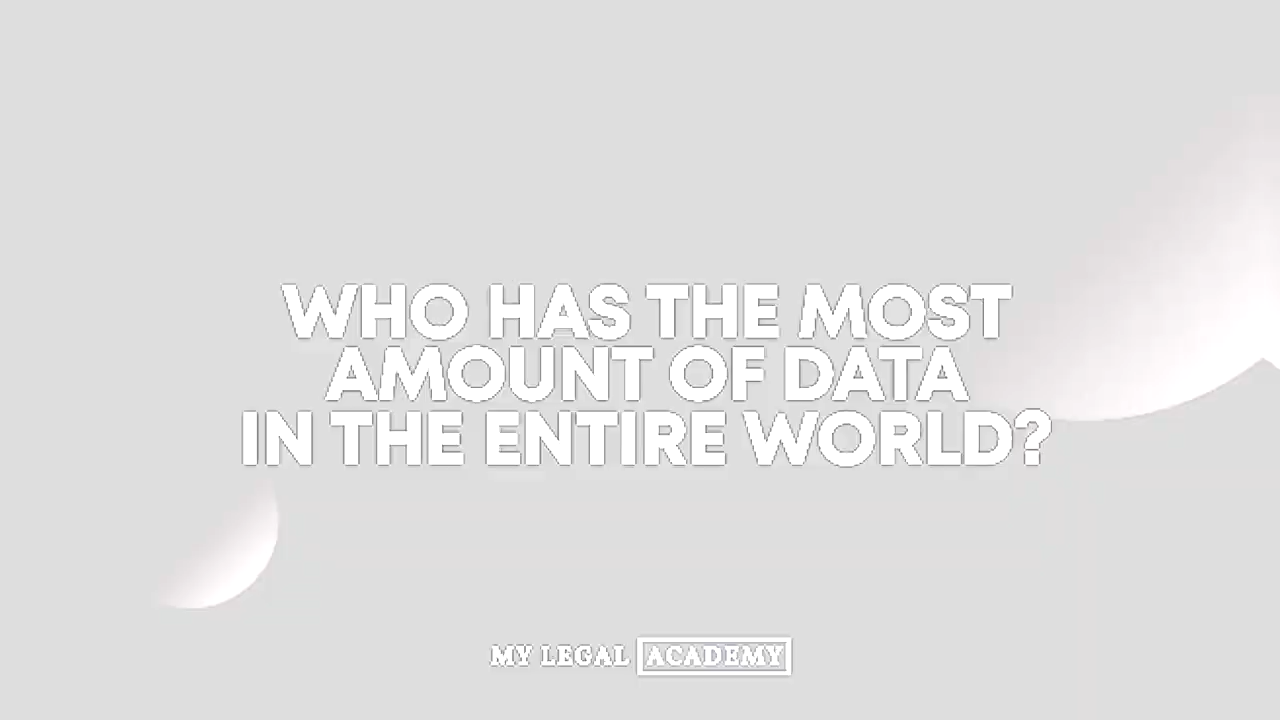 WHO HAS THE MOST
AMOUNT OF DATA
IN THE ENTIRE WORLD?
MY LEGAL ACADEMY